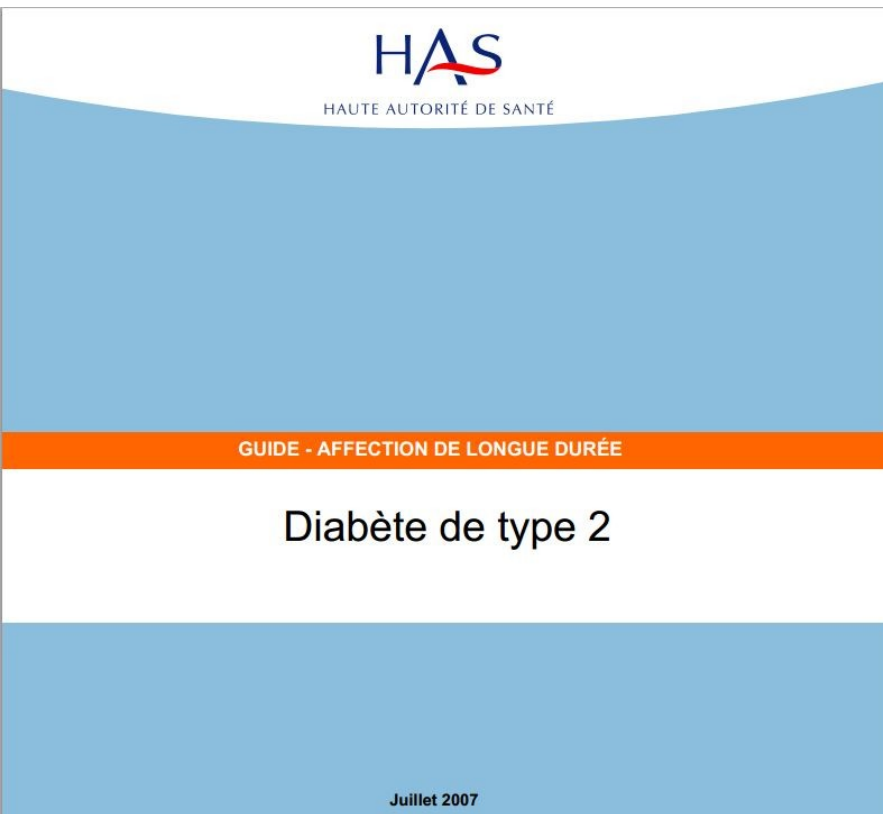 HAS
HAUTE AUTORITÉ DE SANTÉ
GUIDE - AFFECTION DE LONGUE DURÉE
Diabète de type 2
Juillet 2007